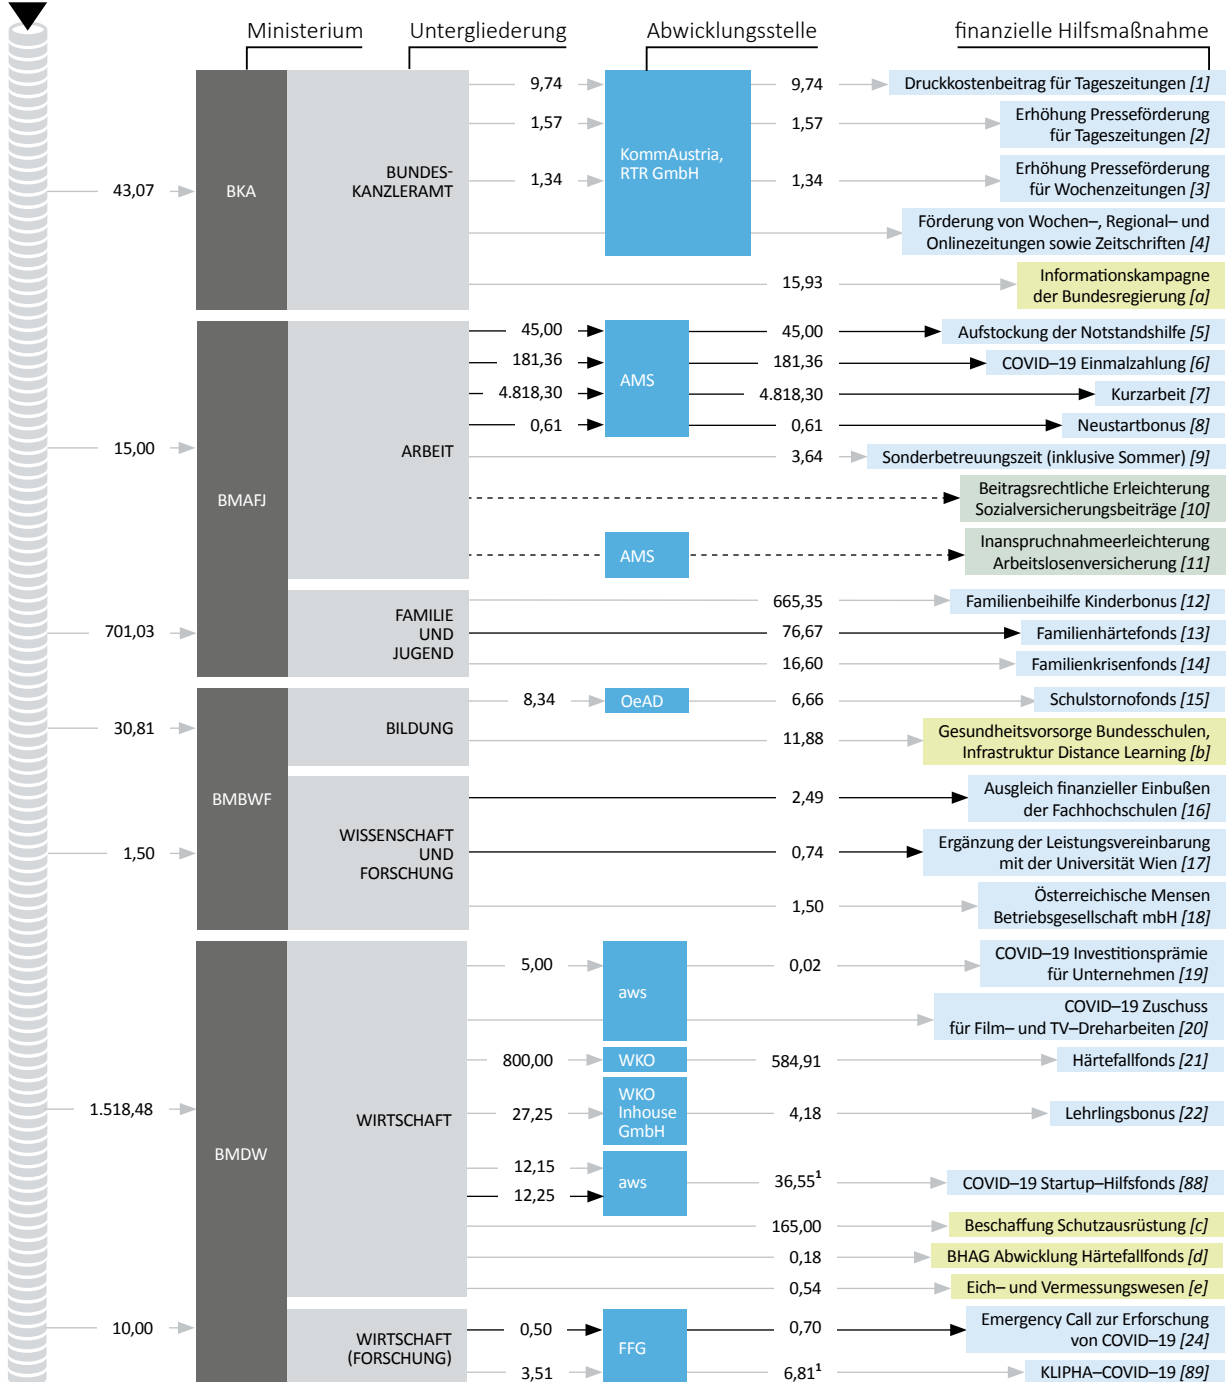 Ministerium Untergliederung Abwicklungsstelle finanzielle Hilfsmaßnahme
43,07
BKA
BUNDES-
KANZLERAMT
9,74
1,57
1,34
KommAustria,
RTR GmbH
9,74
Druckkostenbeitrag für Tageszeitungen [1]
1,57
Erhöhung Presseförderung
für Tageszeitungen [2]
1,34
Erhöhung Presseförderung
für Wochenzeitungen [3]
Förderung von Wochen–, Regional– und
Onlinezeitungen sowie Zeitschriften [4]
15,93
Informationskampagne
der Bundesregierung [a]
15,00
701,03
BMAFJ
ARBEIT
45,00
181,36
4.818,30
0,61
AMS
45,00
Aufstockung der Notstandshilfe [5]
181,36
COVID–19 Einmalzahlung [6]
4.818,30
Kurzarbeit [7]
0,61
Neustartbonus [8]
3,64
Sonderbetreuungszeit (inklusive Sommer) [9]
Beitragsrechtliche Erleichterung
Sozialversicherungsbeiträge [10]
AMS
Inanspruchnahmeerleichterung
Arbeitslosenversicherung [11]
FAMILIE
UND
JUGEND
665,35
Familienbeihilfe Kinderbonus [12]
76,67
Familienhärtefonds [13]
16,60
Familienkrisenfonds [14]
30,81
1,50
BMBWF
BILDUNG
8,34
OeAD
6,66
Schulstornofonds [15]
11,88
Gesundheitsvorsorge Bundesschulen,
Infrastruktur Distance Learning [b]
WISSENSCHAFT
UND
FORSCHUNG
2,49
Ausgleich finanzieller Einbußen
der Fachhochschulen [16]
0,74
Ergänzung der Leistungsvereinbarung
mit der Universität Wien [17]
1,50
Österreichische Mensen
Betriebsgesellschaft mbH [18]
1.518,48
10,00
BMDW
WIRTSCHAFT
5,00
aws
0,02
COVID–19 Investitionsprämie
für Unternehmen [19]
COVID–19 Zuschuss
für Film– und TV–Dreharbeiten [20]
800,00
WKO
584,91
Härtefallfonds [21]
27,25
WKO
Inhouse
GmbH
4,18
Lehrlingsbonus [22]
12,15
12,25
aws
36,55¹
COVID–19 Startup–Hilfsfonds [88]
165,00
Beschaffung Schutzausrüstung [c]
0,18
BHAG Abwicklung Härtefallfonds [d]
0,54
Eich– und Vermessungswesen [e]
WIRTSCHAFT
(FORSCHUNG)
0,50
3,51
FFG
0,70
Emergency Call zur Erforschung
von COVID–19 [24]
6,81¹
KLIPHA–COVID–19 [89]